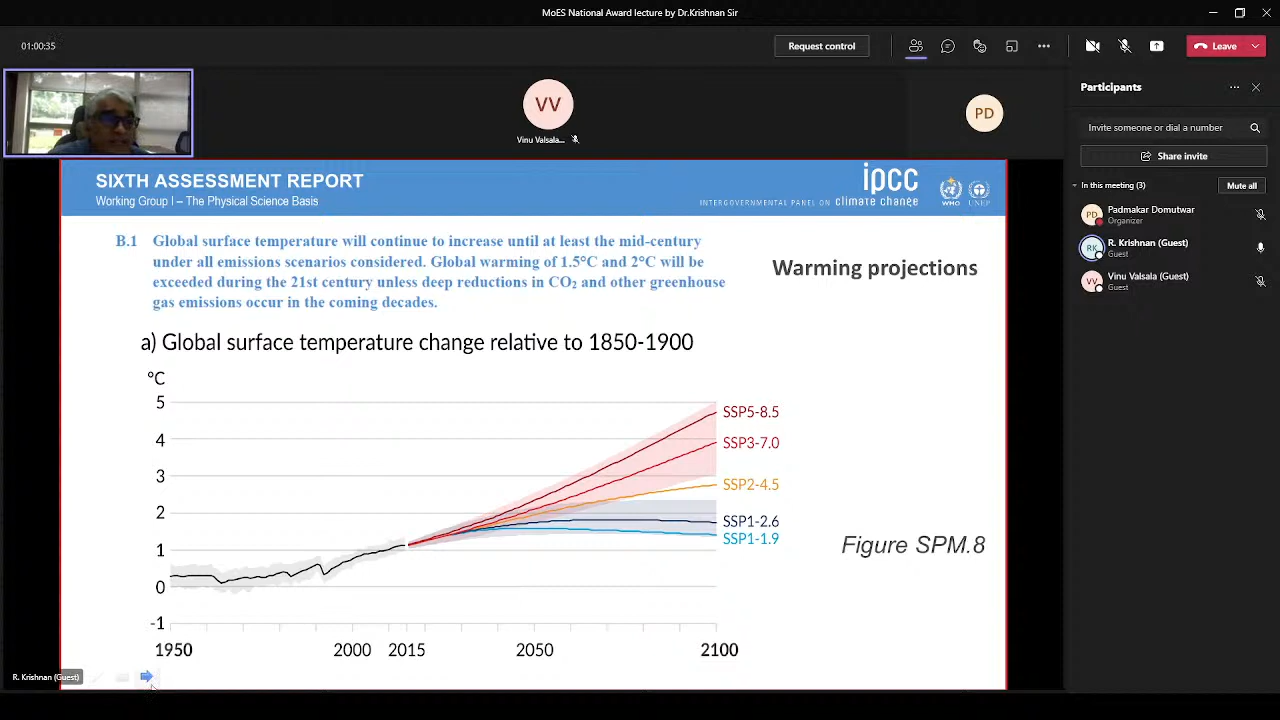 MoES National Award lecture by Dr.Krishnan Sir
01:00:35
Request control
Leave
VV
Vinu Valsala...
PD
Participants
Invite someone or dial a number
Share invite
In this meeting (3)
Mute all
PD
Padmakar Domutwar
Organizer
RK
R. Krishnan (Guest)
Guest
VV
Vinu Valsala (Guest)
Guest
SIXTH ASSESSMENT REPORT
Working Group I – The Physical Science Basis
ipcc
INTERGOVERNMENTAL PANEL ON climate change
WMO
UNEP
B.1 Global surface temperature will continue to increase until at least the mid-century
under all emissions scenarios considered. Global warming of 1.5°C and 2°C will be
exceeded during the 21st century unless deep reductions in CO₂ and other greenhouse
gas emissions occur in the coming decades.
Warming projections
a) Global surface temperature change relative to 1850-1900
°C
5
4
3
2
1
0
-1
SSP5-8.5
SSP3-7.0
SSP2-4.5
SSP1-2.6
SSP1-1.9
Figure SPM.8
1950 2000 2015 2050 2100
R. Krishnan (Guest)